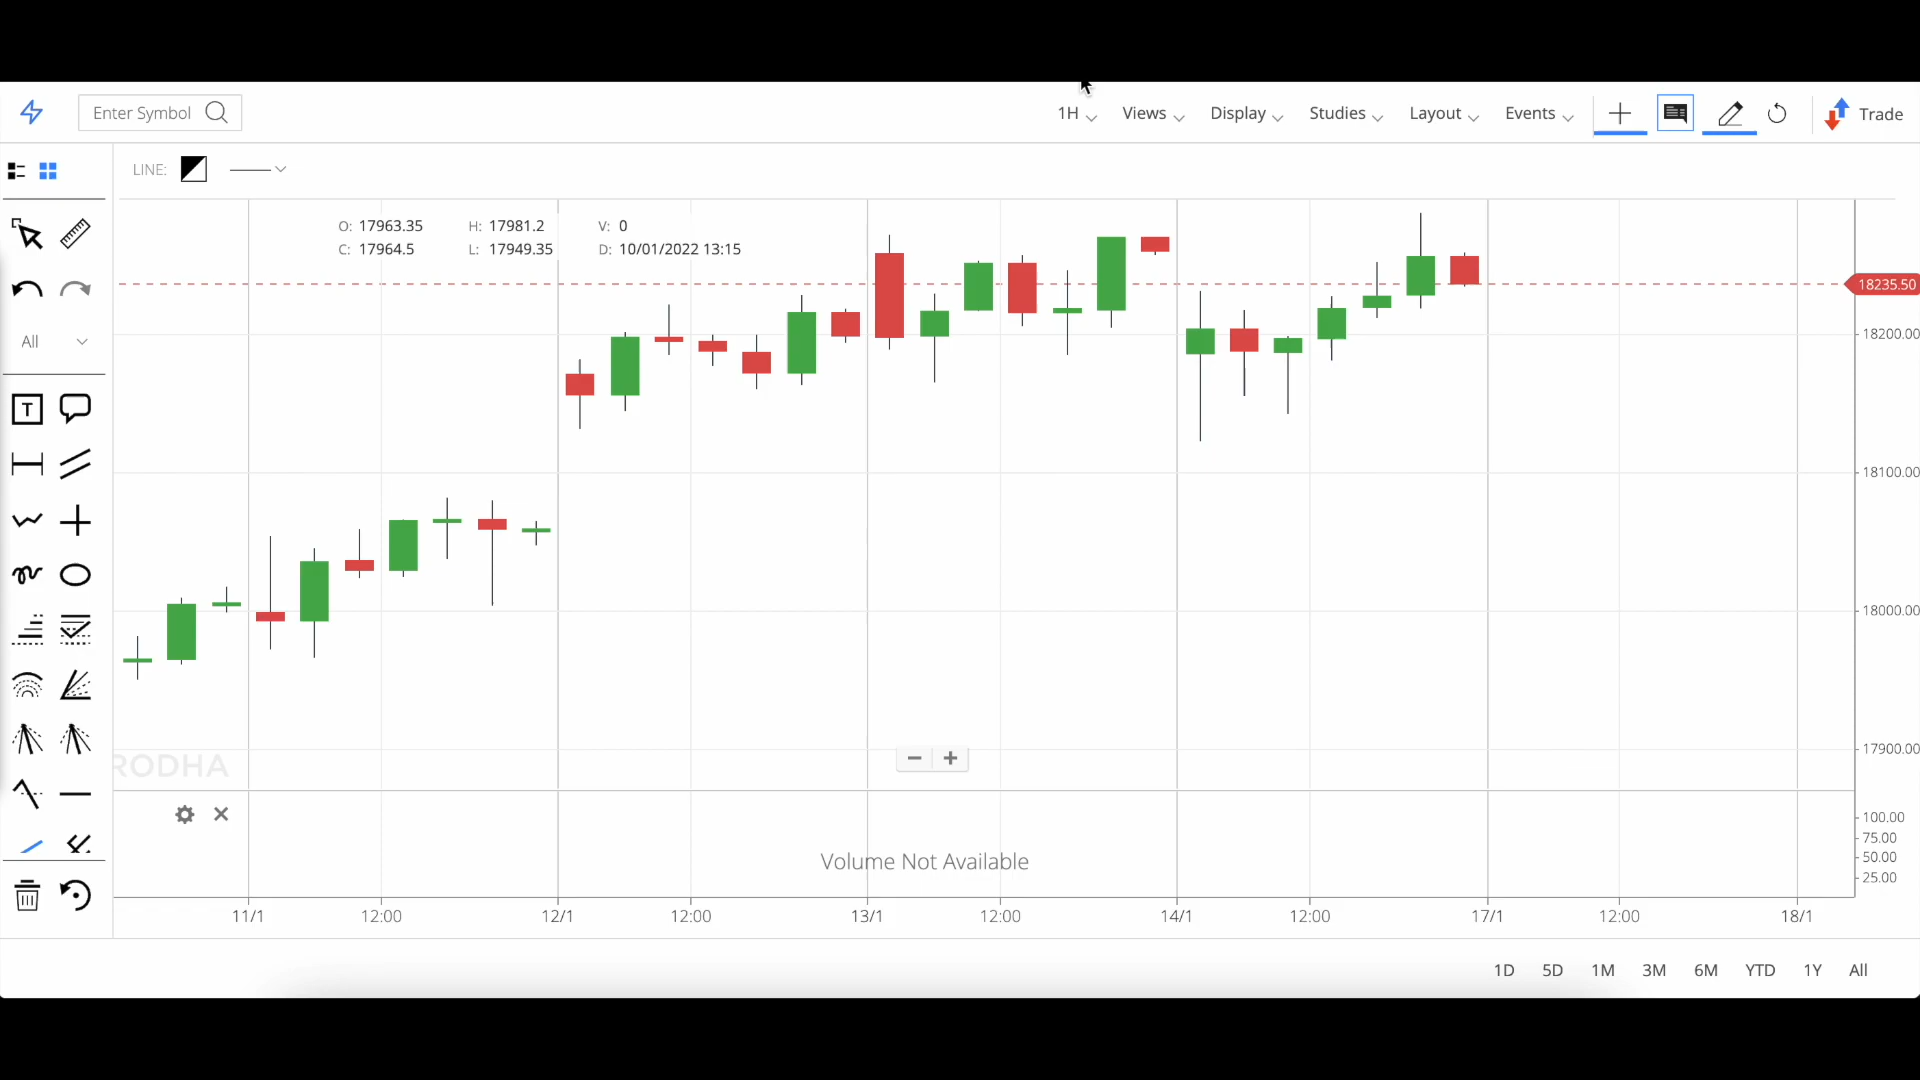 Enter Symbol 1H Views Display Studies Layout Events Trade
LINE:
O: 17963.35 H: 17981.2 V: 0
C: 17964.5 L: 17949.35 D: 10/01/2022 13:15
All
T
18235.50
18200.00
18100.00
18000.00
17900.00
RODHA
100.00
75.00
50.00
25.00
Volume Not Available
11/1 12:00 12/1 12:00 13/1 12:00 14/1 12:00 17/1 12:00 18/1
1D 5D 1M 3M 6M YTD 1Y All